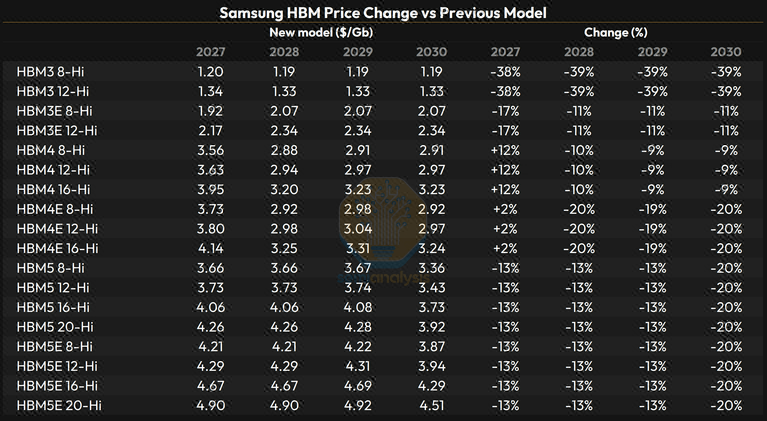 Samsung HBM Price Change vs Previous Model
New model ($/Gb) Change (%)
2027 2028 2029 2030 2027 2028 2029 2030
HBM3 8-Hi 1.20 1.19 1.19 1.19 -38% -39% -39% -39%
HBM3 12-Hi 1.34 1.33 1.33 1.33 -38% -39% -39% -39%
HBM3E 8-Hi 1.92 2.07 2.07 2.07 -17% -11% -11% -11%
HBM3E 12-Hi 2.17 2.34 2.34 2.34 -17% -11% -11% -11%
HBM4 8-Hi 3.56 2.88 2.91 2.91 +12% -10% -9% -9%
HBM4 12-Hi 3.63 2.94 2.97 2.97 +12% -10% -9% -9%
HBM4 16-Hi 3.95 3.20 3.23 3.23 +12% -10% -9% -9%
HBM4E 8-Hi 3.73 2.92 2.98 2.92 +2% -20% -19% -20%
HBM4E 12-Hi 3.80 2.98 3.04 2.97 +2% -20% -19% -20%
HBM4E 16-Hi 4.14 3.25 3.31 3.24 +2% -20% -19% -20%
HBM5 8-Hi 3.66 3.66 3.67 3.36 -13% -13% -13% -20%
HBM5 12-Hi 3.73 3.73 3.74 3.43 -13% -13% -13% -20%
HBM5 16-Hi 4.06 4.06 4.08 3.73 -13% -13% -13% -20%
HBM5 20-Hi 4.26 4.26 4.28 3.92 -13% -13% -13% -20%
HBM5E 8-Hi 4.21 4.21 4.22 3.87 -13% -13% -13% -20%
HBM5E 12-Hi 4.29 4.29 4.31 3.94 -13% -13% -13% -20%
HBM5E 16-Hi 4.67 4.67 4.69 4.29 -13% -13% -13% -20%
HBM5E 20-Hi 4.90 4.90 4.92 4.51 -13% -13% -13% -20%